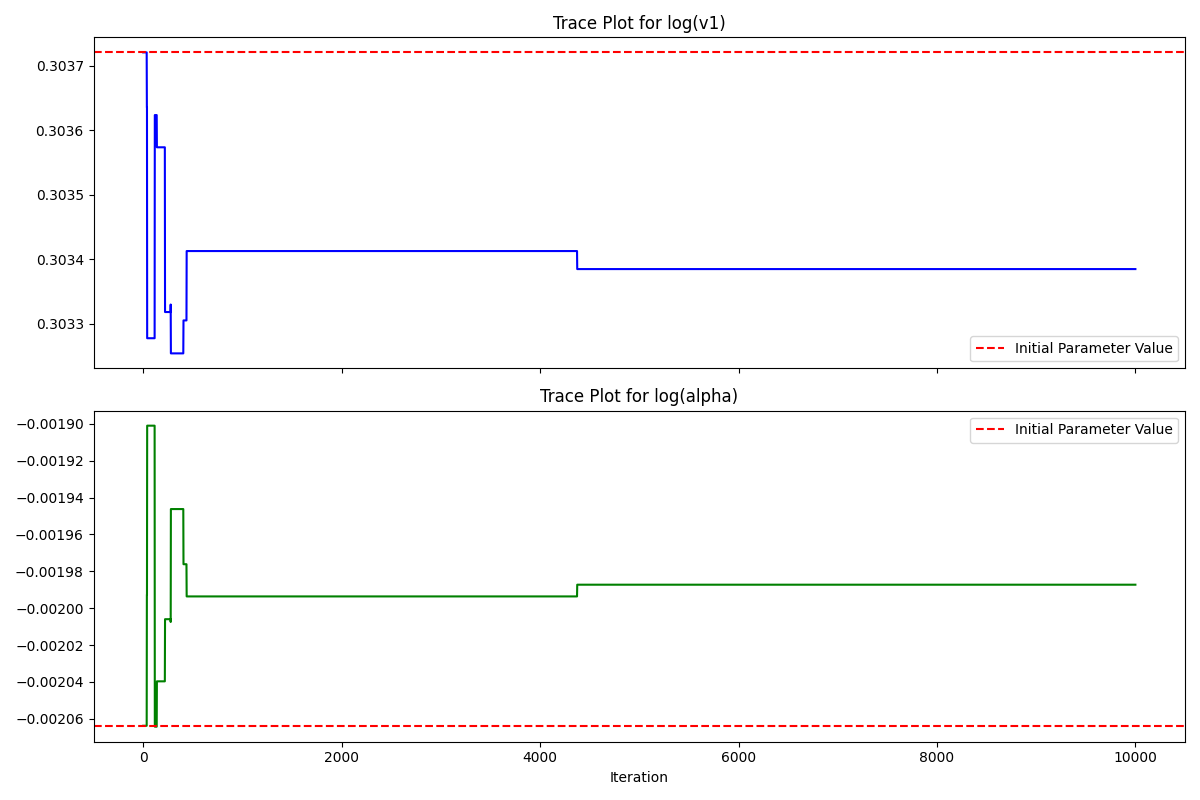 Trace Plot for log(v1)
0.3037
0.3036
0.3035
0.3034
0.3033
Initial Parameter Value
Trace Plot for log(alpha)
−0.00190
−0.00192
−0.00194
−0.00196
−0.00198
−0.00200
−0.00202
−0.00204
−0.00206
Initial Parameter Value
0 2000 4000 6000 8000 10000
Iteration